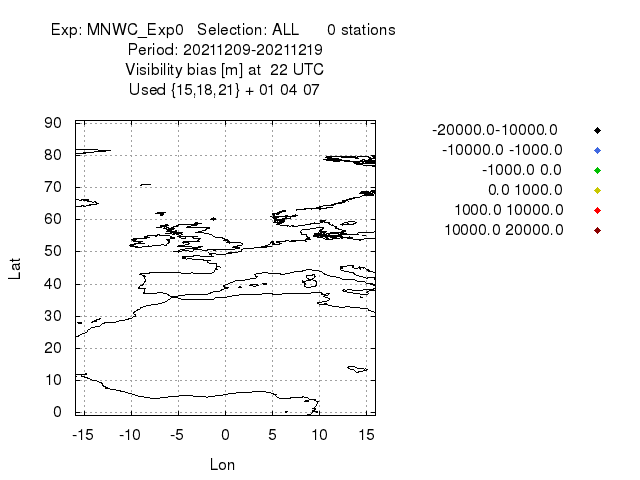 Exp: MNWC_Exp0 Selection: ALL 0 stations
Period: 20211209-20211219
Visibility bias [m] at 22 UTC
Used {15,18,21} + 01 04 07
-20000.0-10000.0
-10000.0 -1000.0
-1000.0 0.0
0.0 1000.0
1000.0 10000.0
10000.0 20000.0
90
80
70
60
50
40
30
20
10
0
Lat
-15 -10 -5 0 5 10 15
Lon